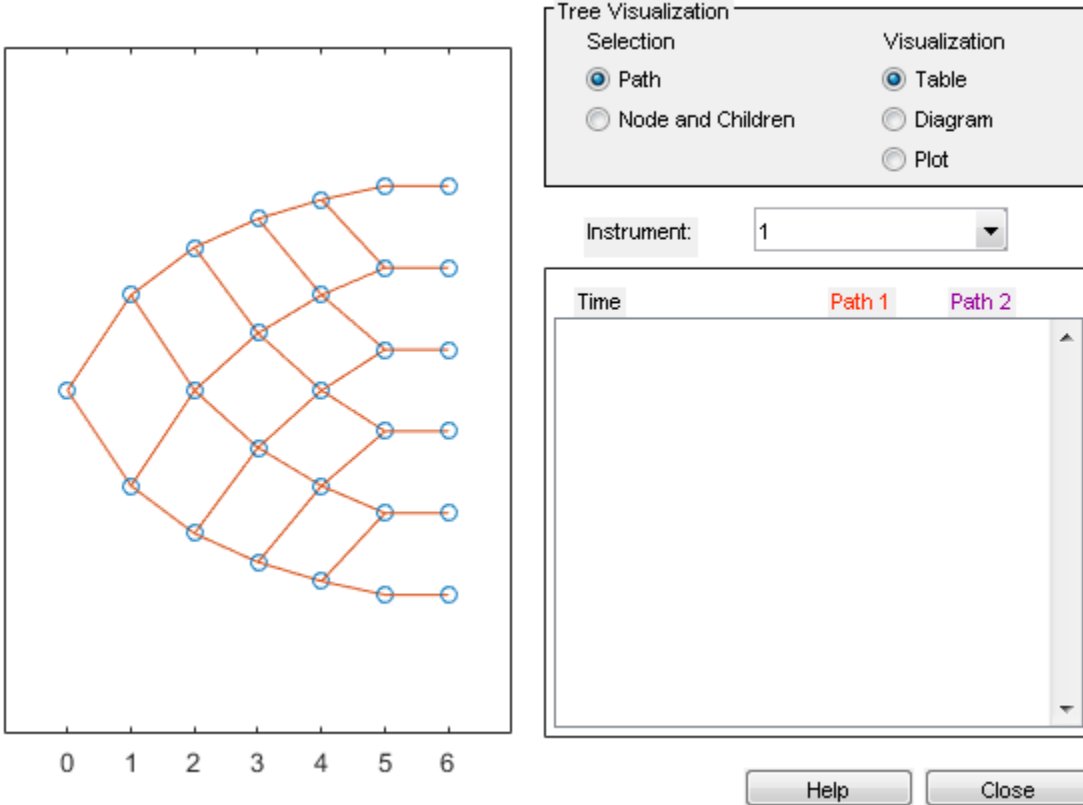 Tree Visualization
Selection Visualization
Path Table
Node and Children Diagram
Plot
Instrument: 1
Time Path 1 Path 2
0 1 2 3 4 5 6
Help Close